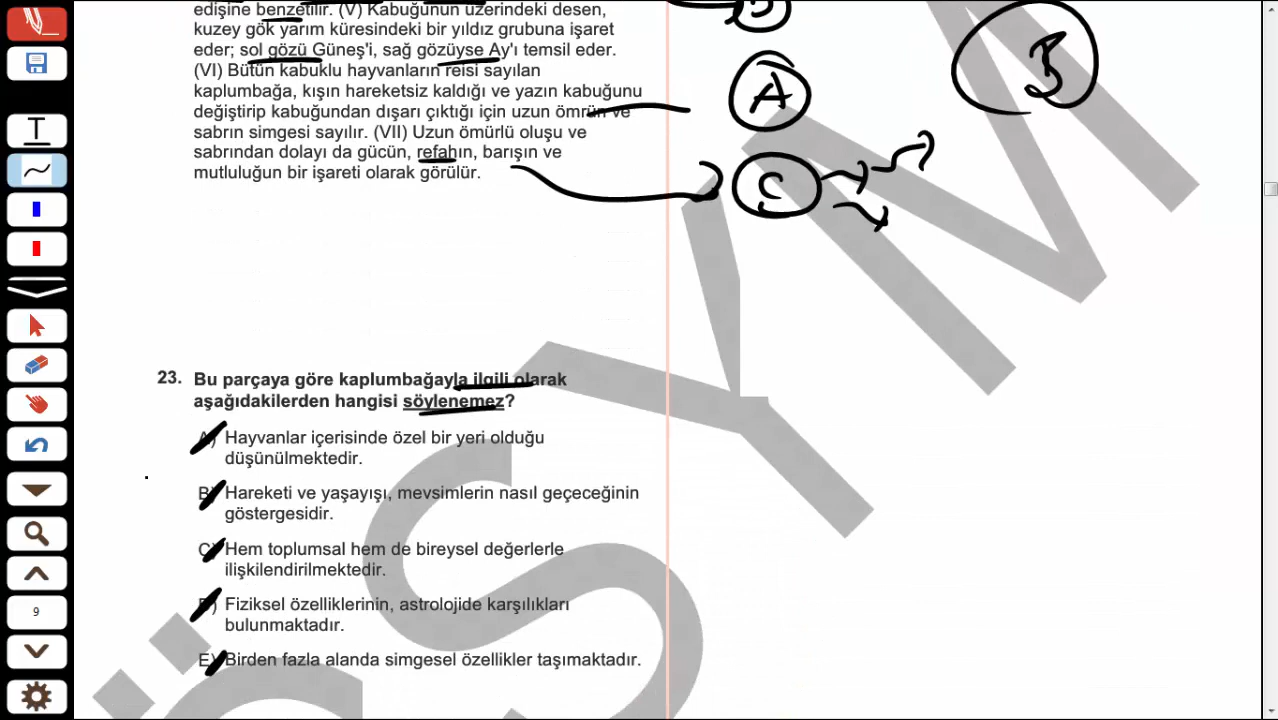 edişine benzetilir. (V) Kabuğunun üzerindeki desen,
kuzey gök yarım küresindeki bir yıldız grubuna işaret
eder; sol gözü Güneş'i, sağ gözüyse Ay'ı temsil eder.
(VI) Bütün kabuklu hayvanların reisi sayılan
kaplumbağa, kışın hareketsiz kaldığı ve yazın kabuğunu
değiştirip kabuğundan dışarı çıktığı için uzun ömrün ve
sabrın simgesi sayılır. (VII) Uzun ömürlü oluşu ve
sabrından dolayı da gücün, refahın, barışın ve
mutluluğun bir işareti olarak görülür.
D
A
C
B
23. Bu parçaya göre kaplumbağayla ilgili olarak
aşağıdakilerden hangisi söylenemez?
A) Hayvanlar içerisinde özel bir yeri olduğu
düşünülmektedir.
B) Hareketi ve yaşayışı, mevsimlerin nasıl geçeceğinin
göstergesidir.
C) Hem toplumsal hem de bireysel değerlerle
ilişkilendirilmektedir.
D) Fiziksel özelliklerinin, astrolojide karşılıkları
bulunmaktadır.
E) Birden fazla alanda simgesel özellikler taşımaktadır.
ÖSYM
T
9